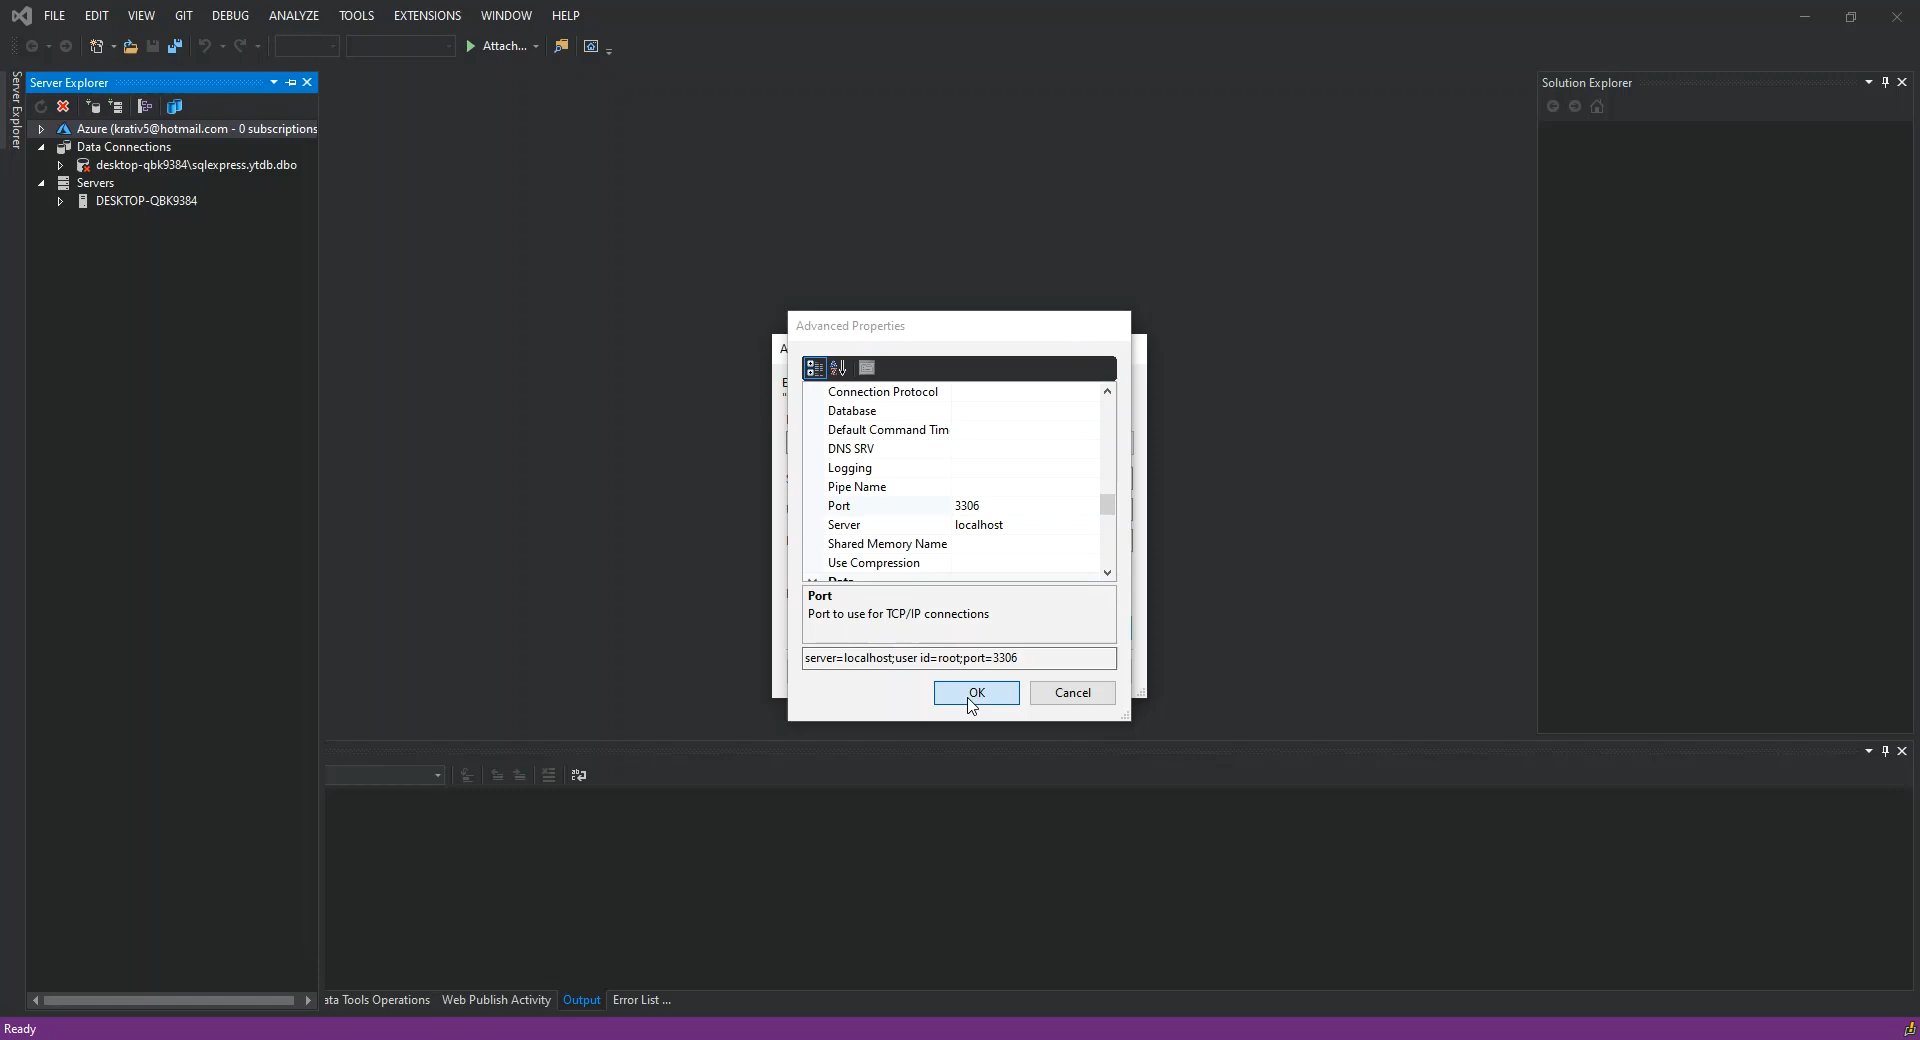 FILE EDIT VIEW GIT DEBUG ANALYZE TOOLS EXTENSIONS WINDOW HELP
Attach...
Server Explorer
Server Explorer
Azure (krativ5@hotmail.com - 0 subscriptions
Data Connections
desktop-qbk9384\sqlexpress.ytdb.dbo
Servers
DESKTOP-QBK9384
Solution Explorer
Advanced Properties
Connection Protocol
Database
Default Command Tim
DNS SRV
Logging
Pipe Name
Port 3306
Server localhost
Shared Memory Name
Use Compression
Data
Port
Port to use for TCP/IP connections
server=localhost;user id=root;port=3306
OK Cancel
ata Tools Operations Web Publish Activity Output Error List ...
Ready